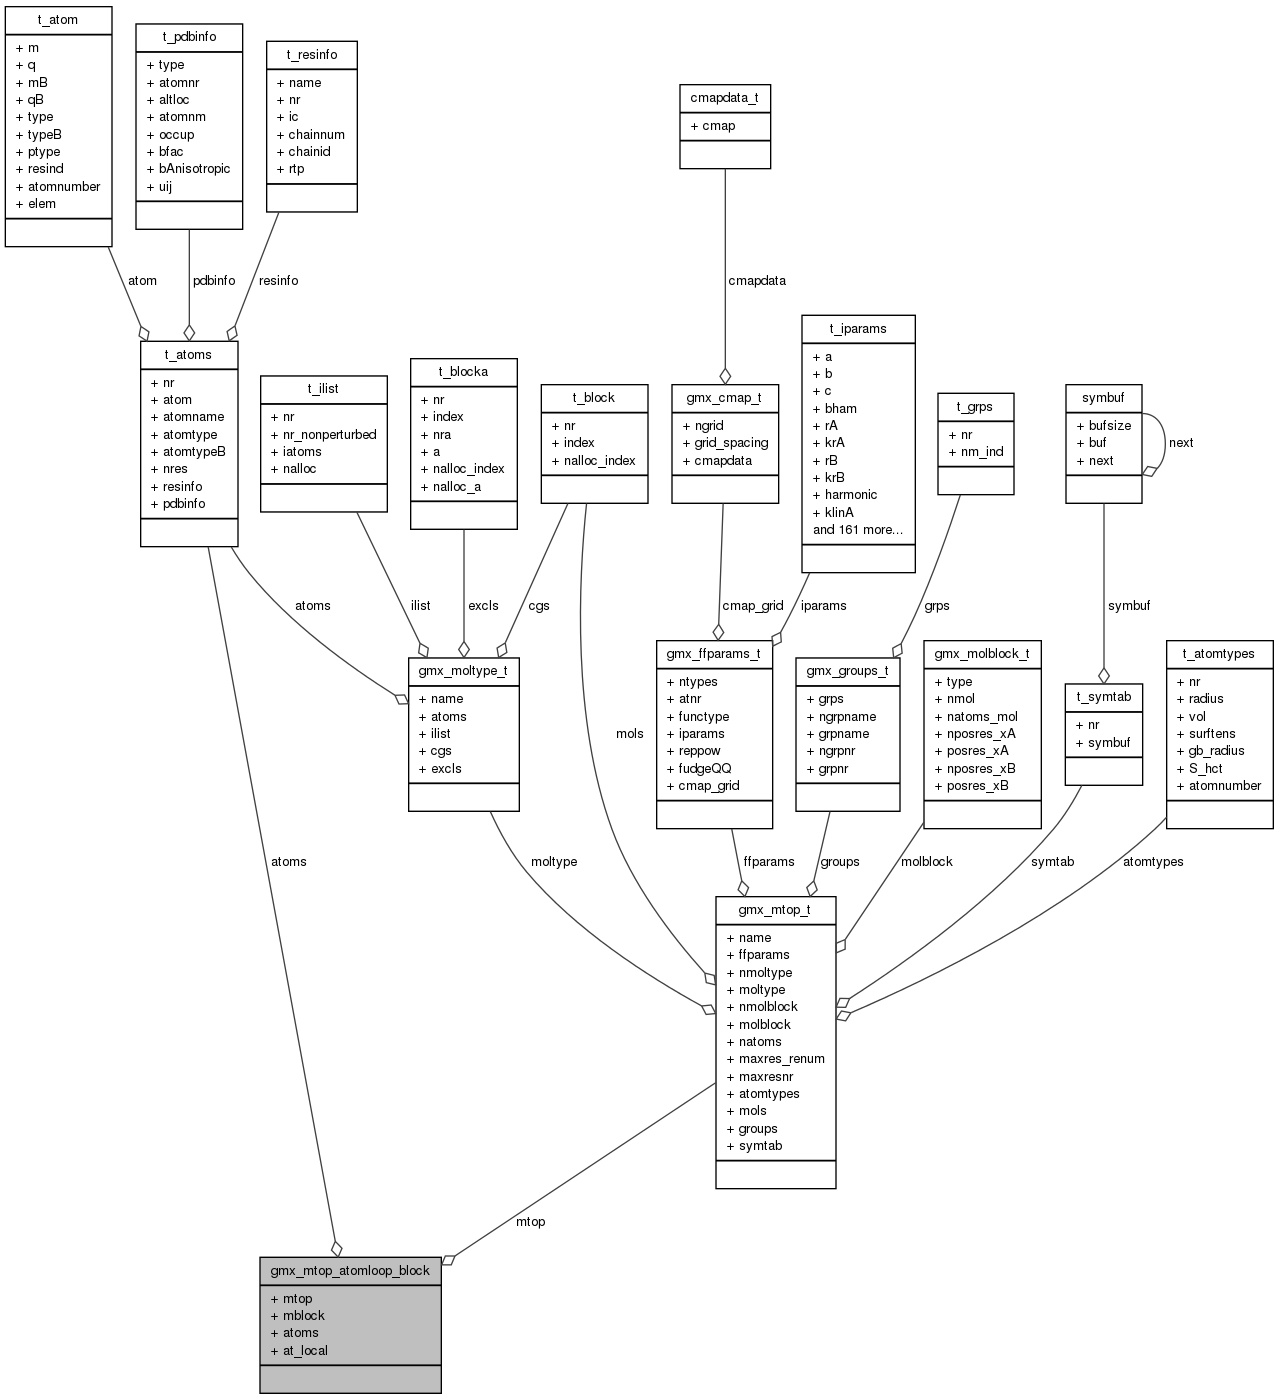 t_atom
+ m
+ q
+ mB
+ qB
+ type
+ typeB
+ ptype
+ resind
+ atomnumber
+ elem
t_pdbinfo
+ type
+ atomnr
+ altloc
+ atomnm
+ occup
+ bfac
+ bAnisotropic
+ uij
t_resinfo
+ name
+ nr
+ ic
+ chainnum
+ chainid
+ rtp
cmapdata_t
+ cmap
atom
pdbinfo
resinfo
cmapdata
t_atoms
+ nr
+ atom
+ atomname
+ atomtype
+ atomtypeB
+ nres
+ resinfo
+ pdbinfo
t_ilist
+ nr
+ nr_nonperturbed
+ iatoms
+ nalloc
t_blocka
+ nr
+ index
+ nra
+ a
+ nalloc_index
+ nalloc_a
t_block
+ nr
+ index
+ nalloc_index
gmx_cmap_t
+ ngrid
+ grid_spacing
+ cmapdata
t_iparams
+ a
+ b
+ c
+ bham
+ rA
+ krA
+ rB
+ krB
+ harmonic
+ klinA
and 161 more...
t_grps
+ nr
+ nm_ind
symbuf
+ bufsize
+ buf
+ next
next
atoms
ilist
excls
cgs
cmap_grid
iparams
grps
symbuf
gmx_moltype_t
+ name
+ atoms
+ ilist
+ cgs
+ excls
mols
gmx_ffparams_t
+ ntypes
+ atnr
+ functype
+ iparams
+ reppow
+ fudgeQQ
+ cmap_grid
gmx_groups_t
+ grps
+ ngrpname
+ grpname
+ ngrpnr
+ grpnr
gmx_molblock_t
+ type
+ nmol
+ natoms_mol
+ nposres_xA
+ posres_xA
+ nposres_xB
+ posres_xB
t_symtab
+ nr
+ symbuf
t_atomtypes
+ nr
+ radius
+ vol
+ surftens
+ gb_radius
+ S_hct
+ atomnumber
atoms
moltype
ffparams
groups
molblock
symtab
atomtypes
gmx_mtop_t
+ name
+ ffparams
+ nmoltype
+ moltype
+ nmolblock
+ molblock
+ natoms
+ maxres_renum
+ maxresnr
+ atomtypes
+ mols
+ groups
+ symtab
mtop
gmx_mtop_atomloop_block
+ mtop
+ mblock
+ atoms
+ at_local